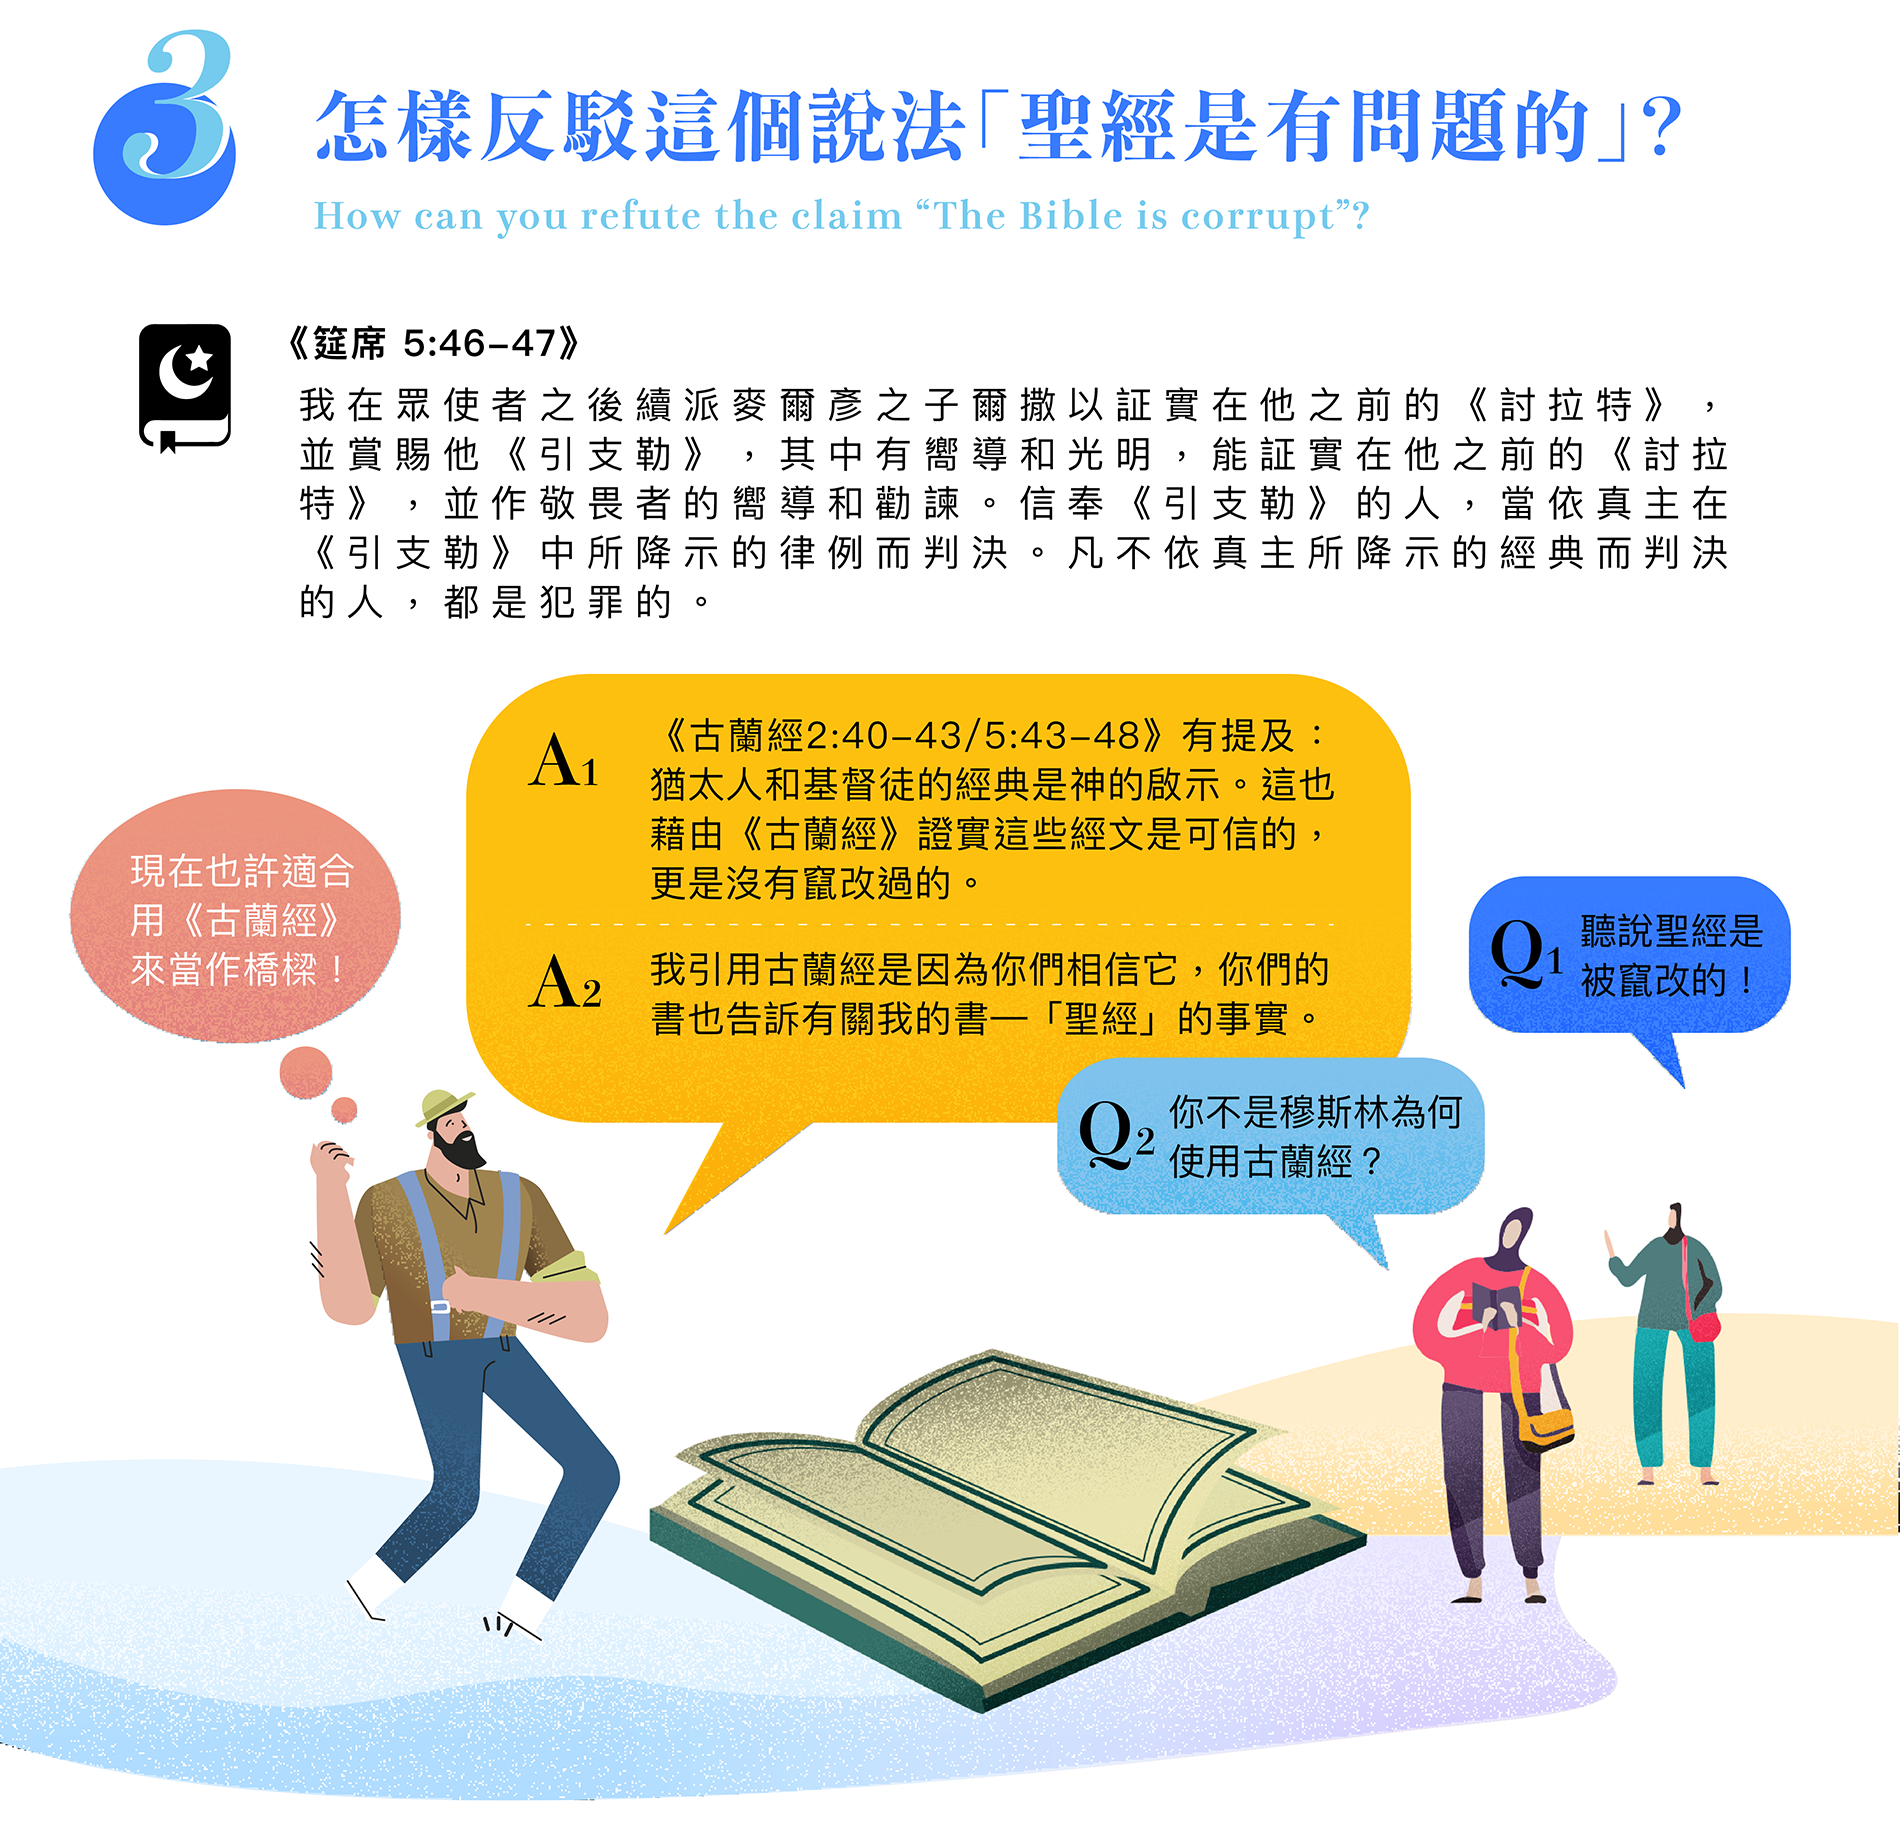 3
怎樣反駁這個說法「聖經是有問題的」?
How can you refute the claim “The Bible is corrupt”?
《筵席 5:46–47》
我在眾使者之後續派麥爾彥之子爾撒以証實在他之前的《討拉特》，
並賞賜他《引支勒》，其中有嚮導和光明，能証實在他之前的《討拉
特》，並作敬畏者的嚮導和勸諫。信奉《引支勒》的人，當依真主在
《引支勒》中所降示的律例而判決。凡不依真主所降示的經典而判決
的人，都是犯罪的。
A1
《古蘭經2:40–43/5:43–48》有提及：
猶太人和基督徒的經典是神的啟示。這也
藉由《古蘭經》證實這些經文是可信的，
更是沒有竄改過的。
A2
我引用古蘭經是因為你們相信它，你們的
書也告訴有關我的書—「聖經」的事實。
現在也許適合
用《古蘭經》
來當作橋樑！
Q1
聽說聖經是
被竄改的！
Q2
你不是穆斯林為何
使用古蘭經？